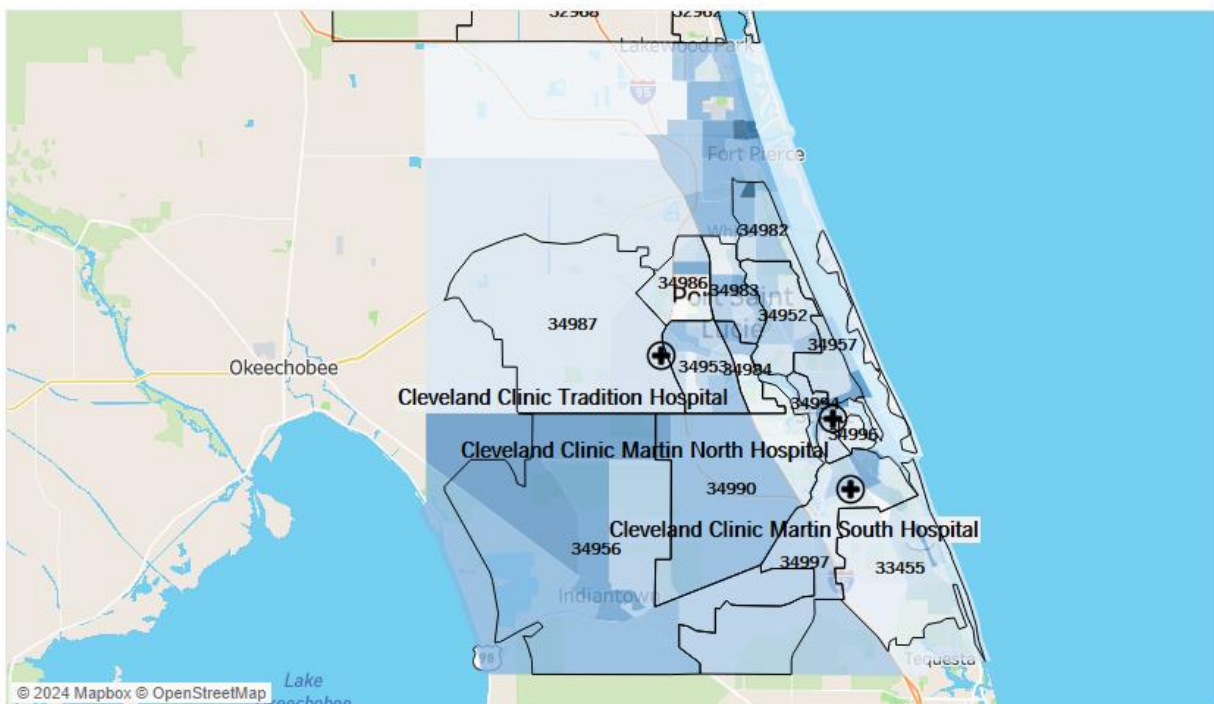 32968
32962
Lakewood Park
95
Fort Pierce
34982
34986
34983
Port Saint
Lucie
34952
34987
34957
Okeechobee
34953
34984
Cleveland Clinic Tradition Hospital
34994
34996
Cleveland Clinic Martin North Hospital
34990
Cleveland Clinic Martin South Hospital
34956
34997
33455
Indiantown
98
Tequesta
Lake
© 2024 Mapbox © OpenStreetMap